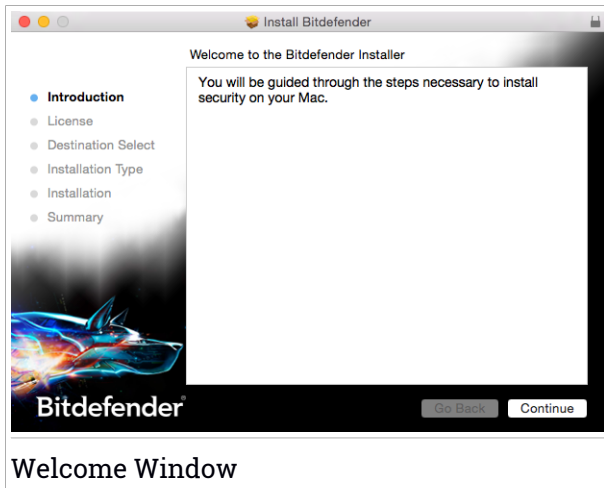 Install Bitdefender
Welcome to the Bitdefender Installer
Introduction
License
Destination Select
Installation Type
Installation
Summary
You will be guided through the steps necessary to install
security on your Mac.
Bitdefender
Go Back
Continue
Welcome Window